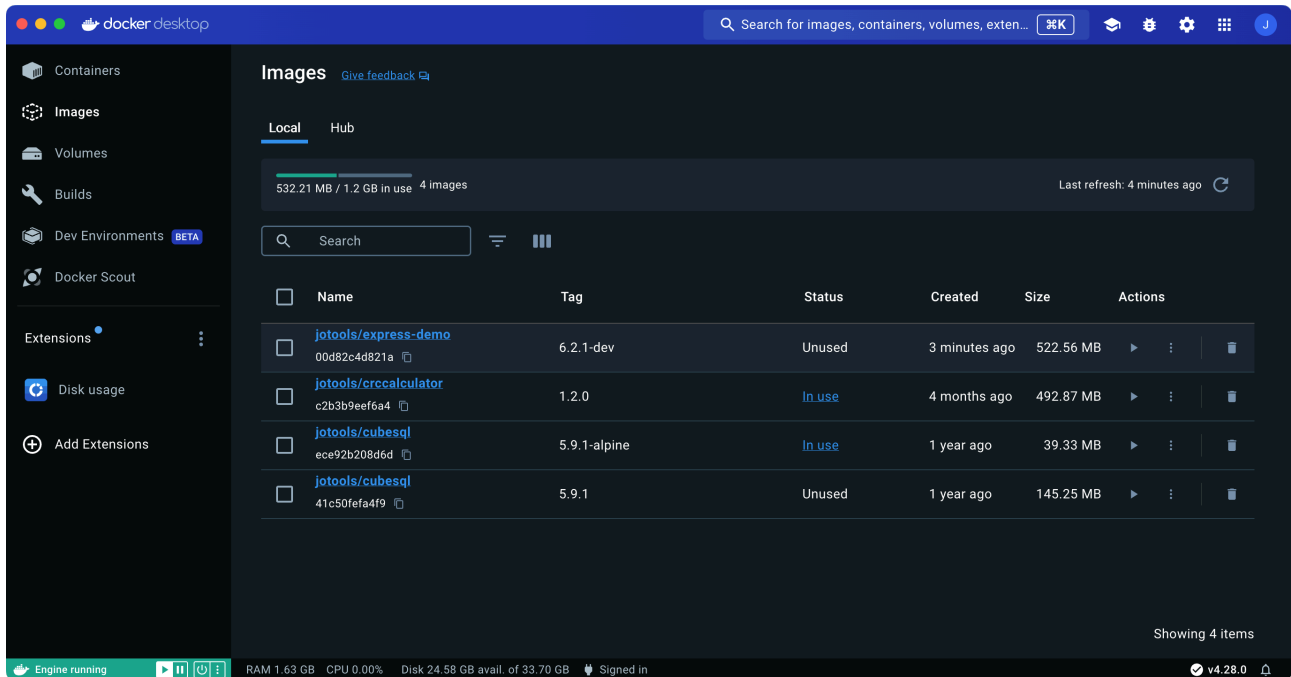 docker desktop
Search for images, containers, volumes, exten... ⌘K J
Containers
Images
Volumes
Builds
Dev Environments BETA
Docker Scout
Extensions
Disk usage
Add Extensions
Images Give feedback
Local Hub
532.21 MB / 1.2 GB in use 4 images Last refresh: 4 minutes ago
Search
Name Tag Status Created Size Actions
jotools/express-demo
00d82c4d821a 6.2.1-dev Unused 3 minutes ago 522.56 MB
jotools/crccalculator
c2b3b9eef6a4 1.2.0 In use 4 months ago 492.87 MB
jotools/cubesql
ece92b208d6d 5.9.1-alpine In use 1 year ago 39.33 MB
jotools/cubesql
41c50fefa4f9 5.9.1 Unused 1 year ago 145.25 MB
Showing 4 items
Engine running RAM 1.63 GB CPU 0.00% Disk 24.58 GB avail. of 33.70 GB Signed in v4.28.0